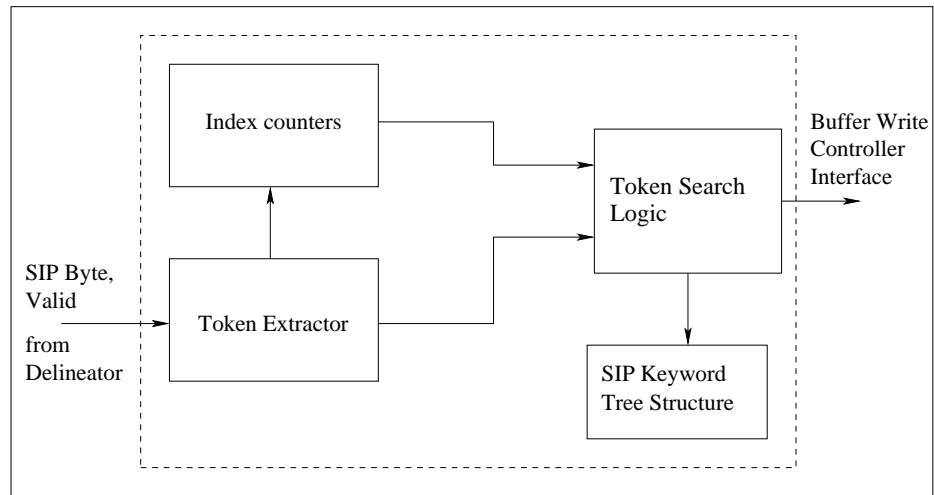 Index counters
Buffer Write
Controller
Interface
Token Search
Logic
SIP Byte,
Valid
from
Delineator
Token Extractor
SIP Keyword
Tree Structure